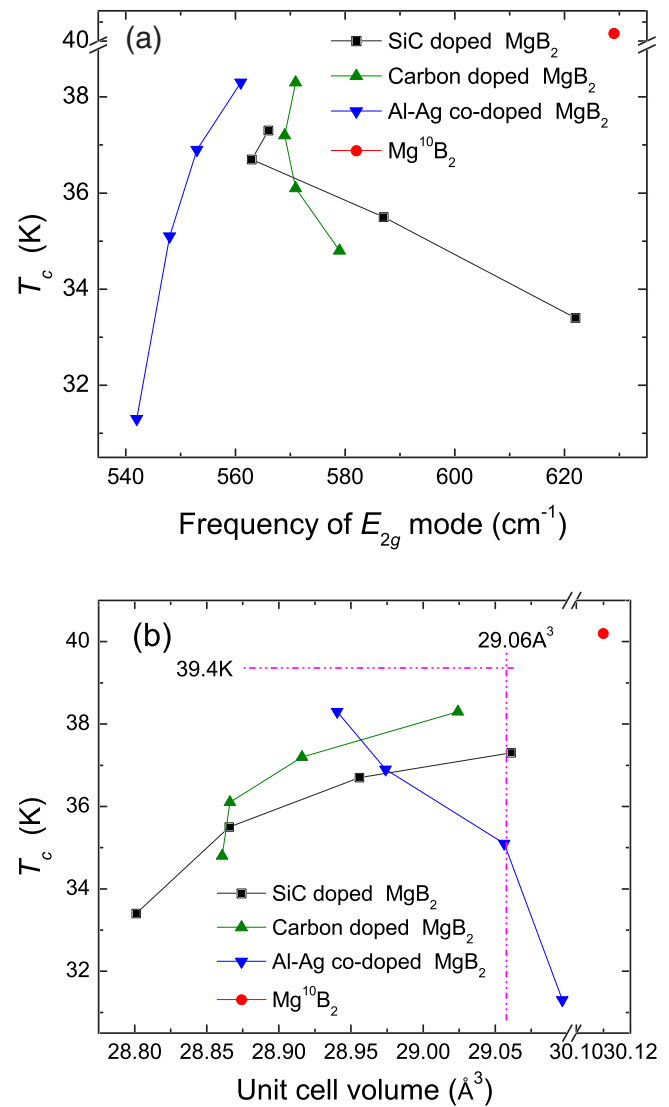 (a)
SiC doped MgB₂
Carbon doped MgB₂
Al-Ag co-doped MgB₂
Mg¹⁰B₂
40
38
36
34
32
T_c (K)
540 560 580 600 620
Frequency of E₂g mode (cm⁻¹)
(b)
29.06A³
39.4K
40
38
36
34
32
T_c (K)
SiC doped MgB₂
Carbon doped MgB₂
Al-Ag co-doped MgB₂
Mg¹⁰B₂
28.80 28.85 28.90 28.95 29.00 29.05 30.10 30.12
Unit cell volume (Å³)